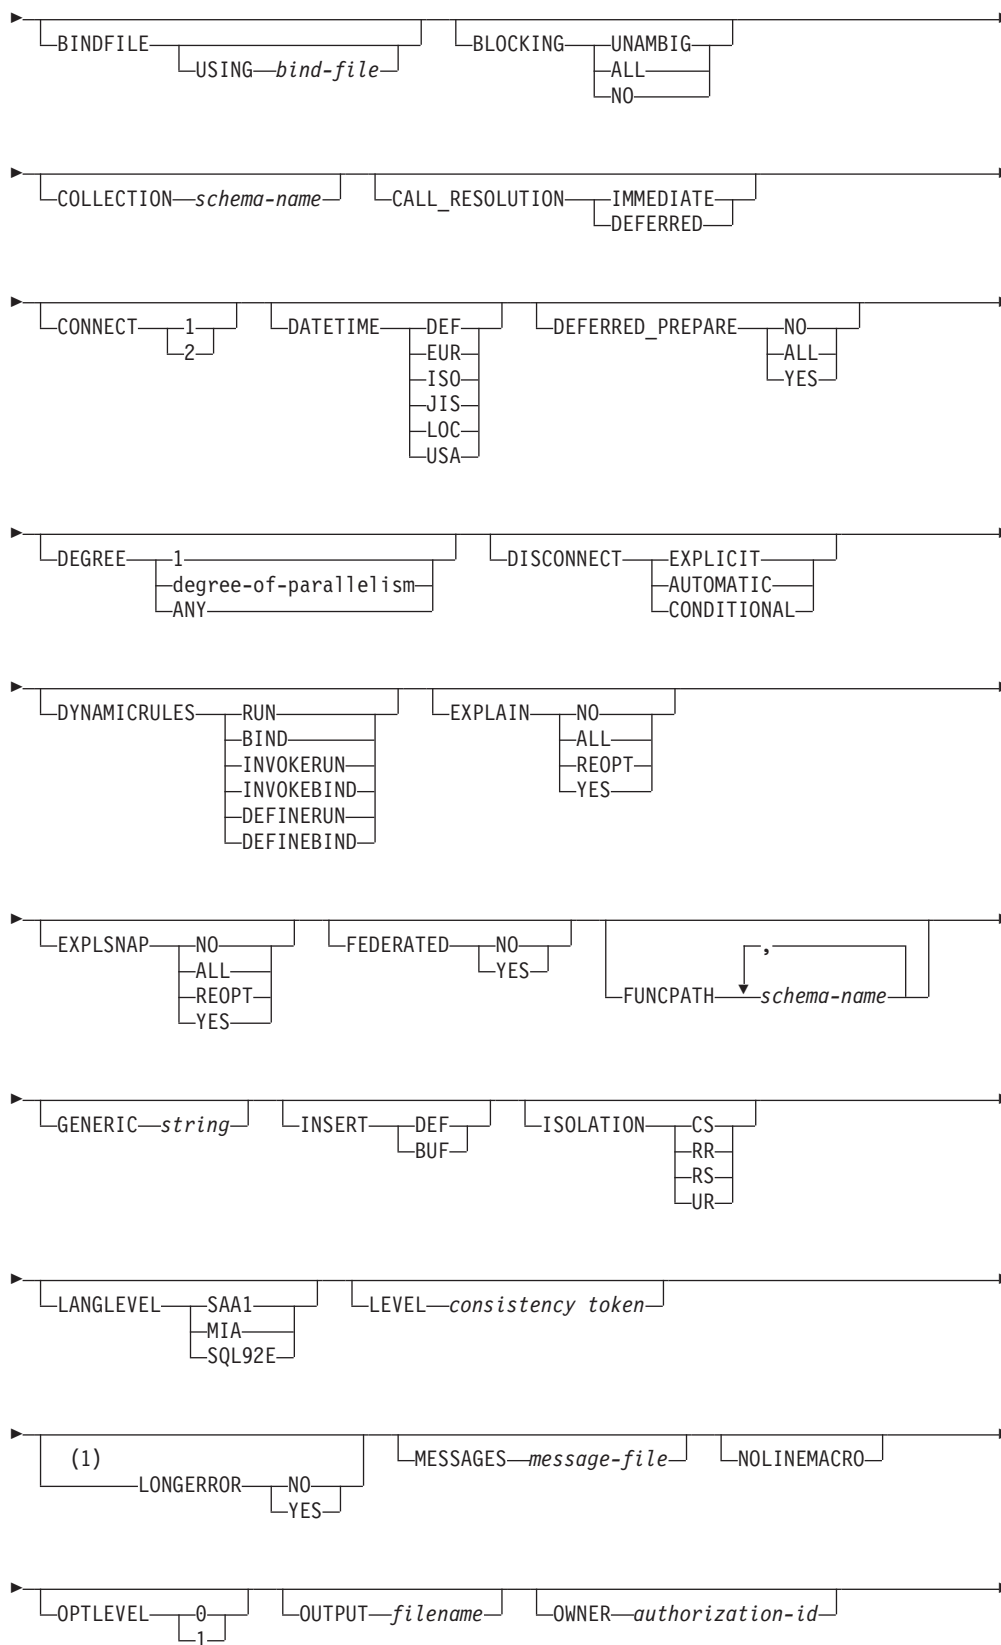 BINDFILE BLOCKING UNAMBIG
USING bind-file ALL
NO
COLLECTION schema-name CALL_RESOLUTION IMMEDIATE
DEFERRED
CONNECT 1 DATETIME DEF DEFERRED_PREPARE NO
2 EUR ALL
ISO YES
JIS
LOC
USA
DEGREE 1 DISCONNECT EXPLICIT
degree-of-parallelism AUTOMATIC
ANY CONDITIONAL
DYNAMICRULES RUN EXPLAIN NO
BIND ALL
INVOKERUN REOPT
INVOKEBIND YES
DEFINERUN
DEFINEBIND
EXPLSNAP NO FEDERATED NO ,
ALL YES FUNCPATH schema-name
REOPT
YES
GENERIC string INSERT DEF ISOLATION CS
BUF RR
RS
UR
LANGLEVEL SAA1 LEVEL consistency token
MIA
SQL92E
(1) MESSAGES message-file NOLINEMACRO
LONGERROR NO
YES
OPTLEVEL 0 OUTPUT filename OWNER authorization-id
1